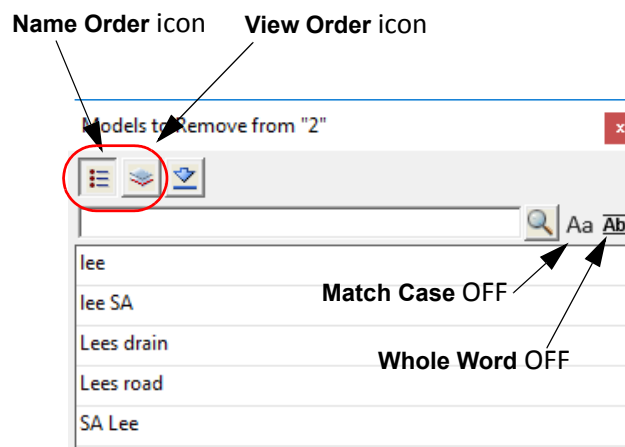 Name Order icon View Order icon
Models to Remove from "2"
Aa Ab
lee
lee SA
Match Case OFF
Lees drain
Whole Word OFF
Lees road
SA Lee